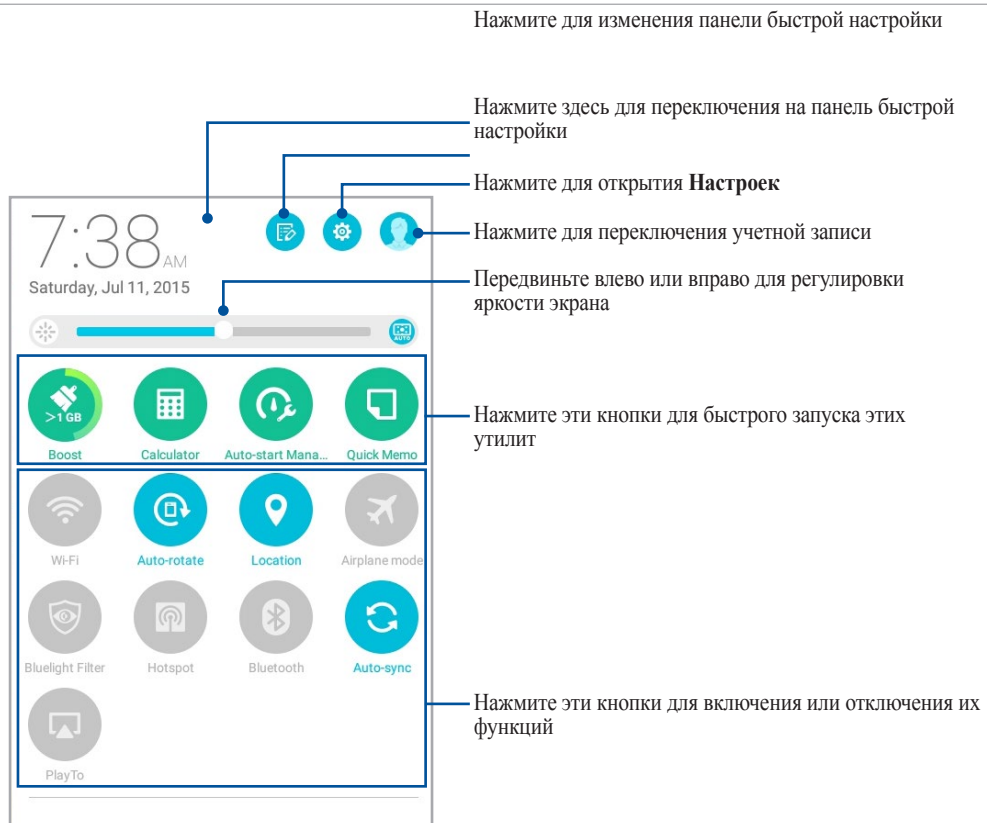 Нажмите для изменения панели быстрой настройки
Нажмите здесь для переключения на панель быстрой
настройки
Нажмите для открытия Настроек
Нажмите для переключения учетной записи
Передвиньте влево или вправо для регулировки
яркости экрана
Нажмите эти кнопки для быстрого запуска этих
утилит
Нажмите эти кнопки для включения или отключения их
функций
7:38 AM
Saturday, Jul 11, 2015
AUTO
>1 GB
Boost Calculator Auto-start Mana... Quick Memo
Wi-Fi Auto-rotate Location Airplane mode
Bluelight Filter Hotspot Bluetooth Auto-sync
PlayTo